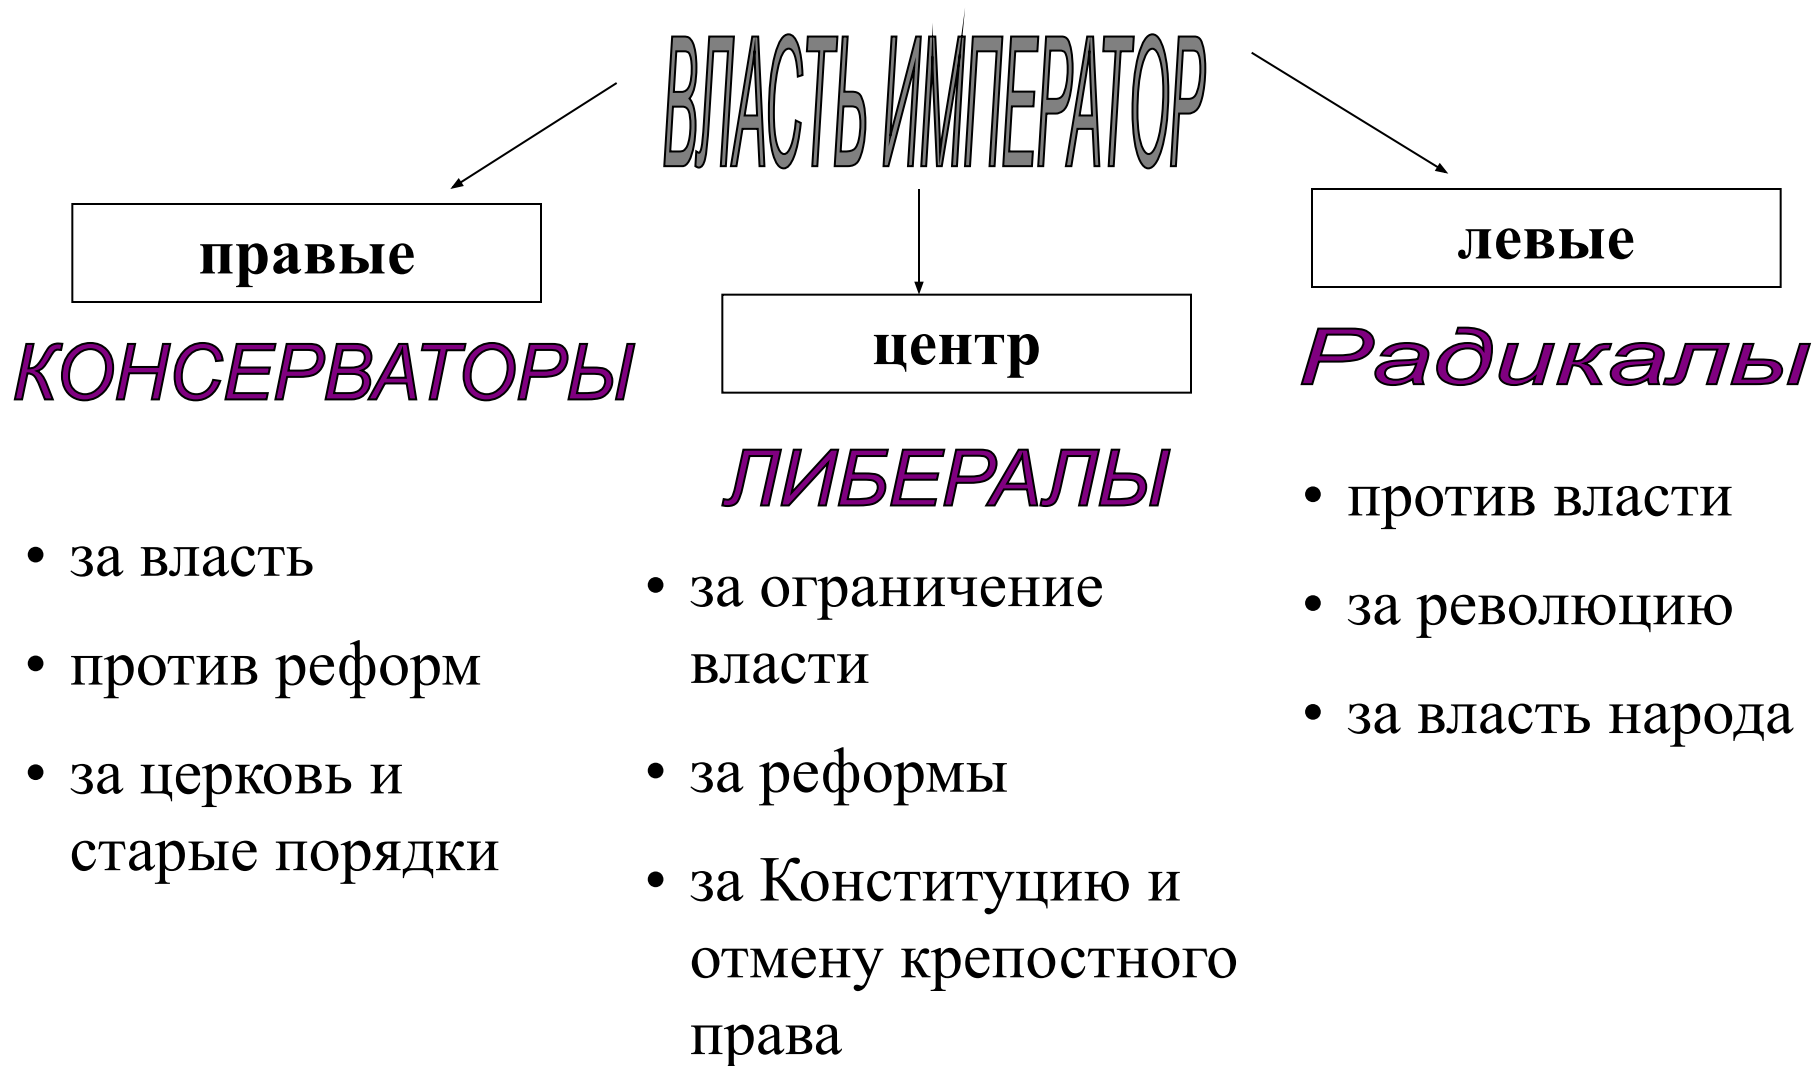 ВЛАСТЬ ИМПЕРАТОР
правые
КОНСЕРВАТОРЫ
• за власть
• против реформ
• за церковь и
старые порядки
центр
ЛИБЕРАЛЫ
• за ограничение
власти
• за реформы
• за Конституцию и
отмену крепостного
права
левые
Радикалы
• против власти
• за революцию
• за власть народа